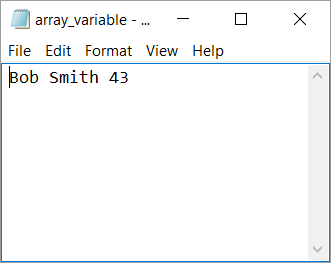 array_variable - ...
File Edit Format View Help
Bob Smith 43